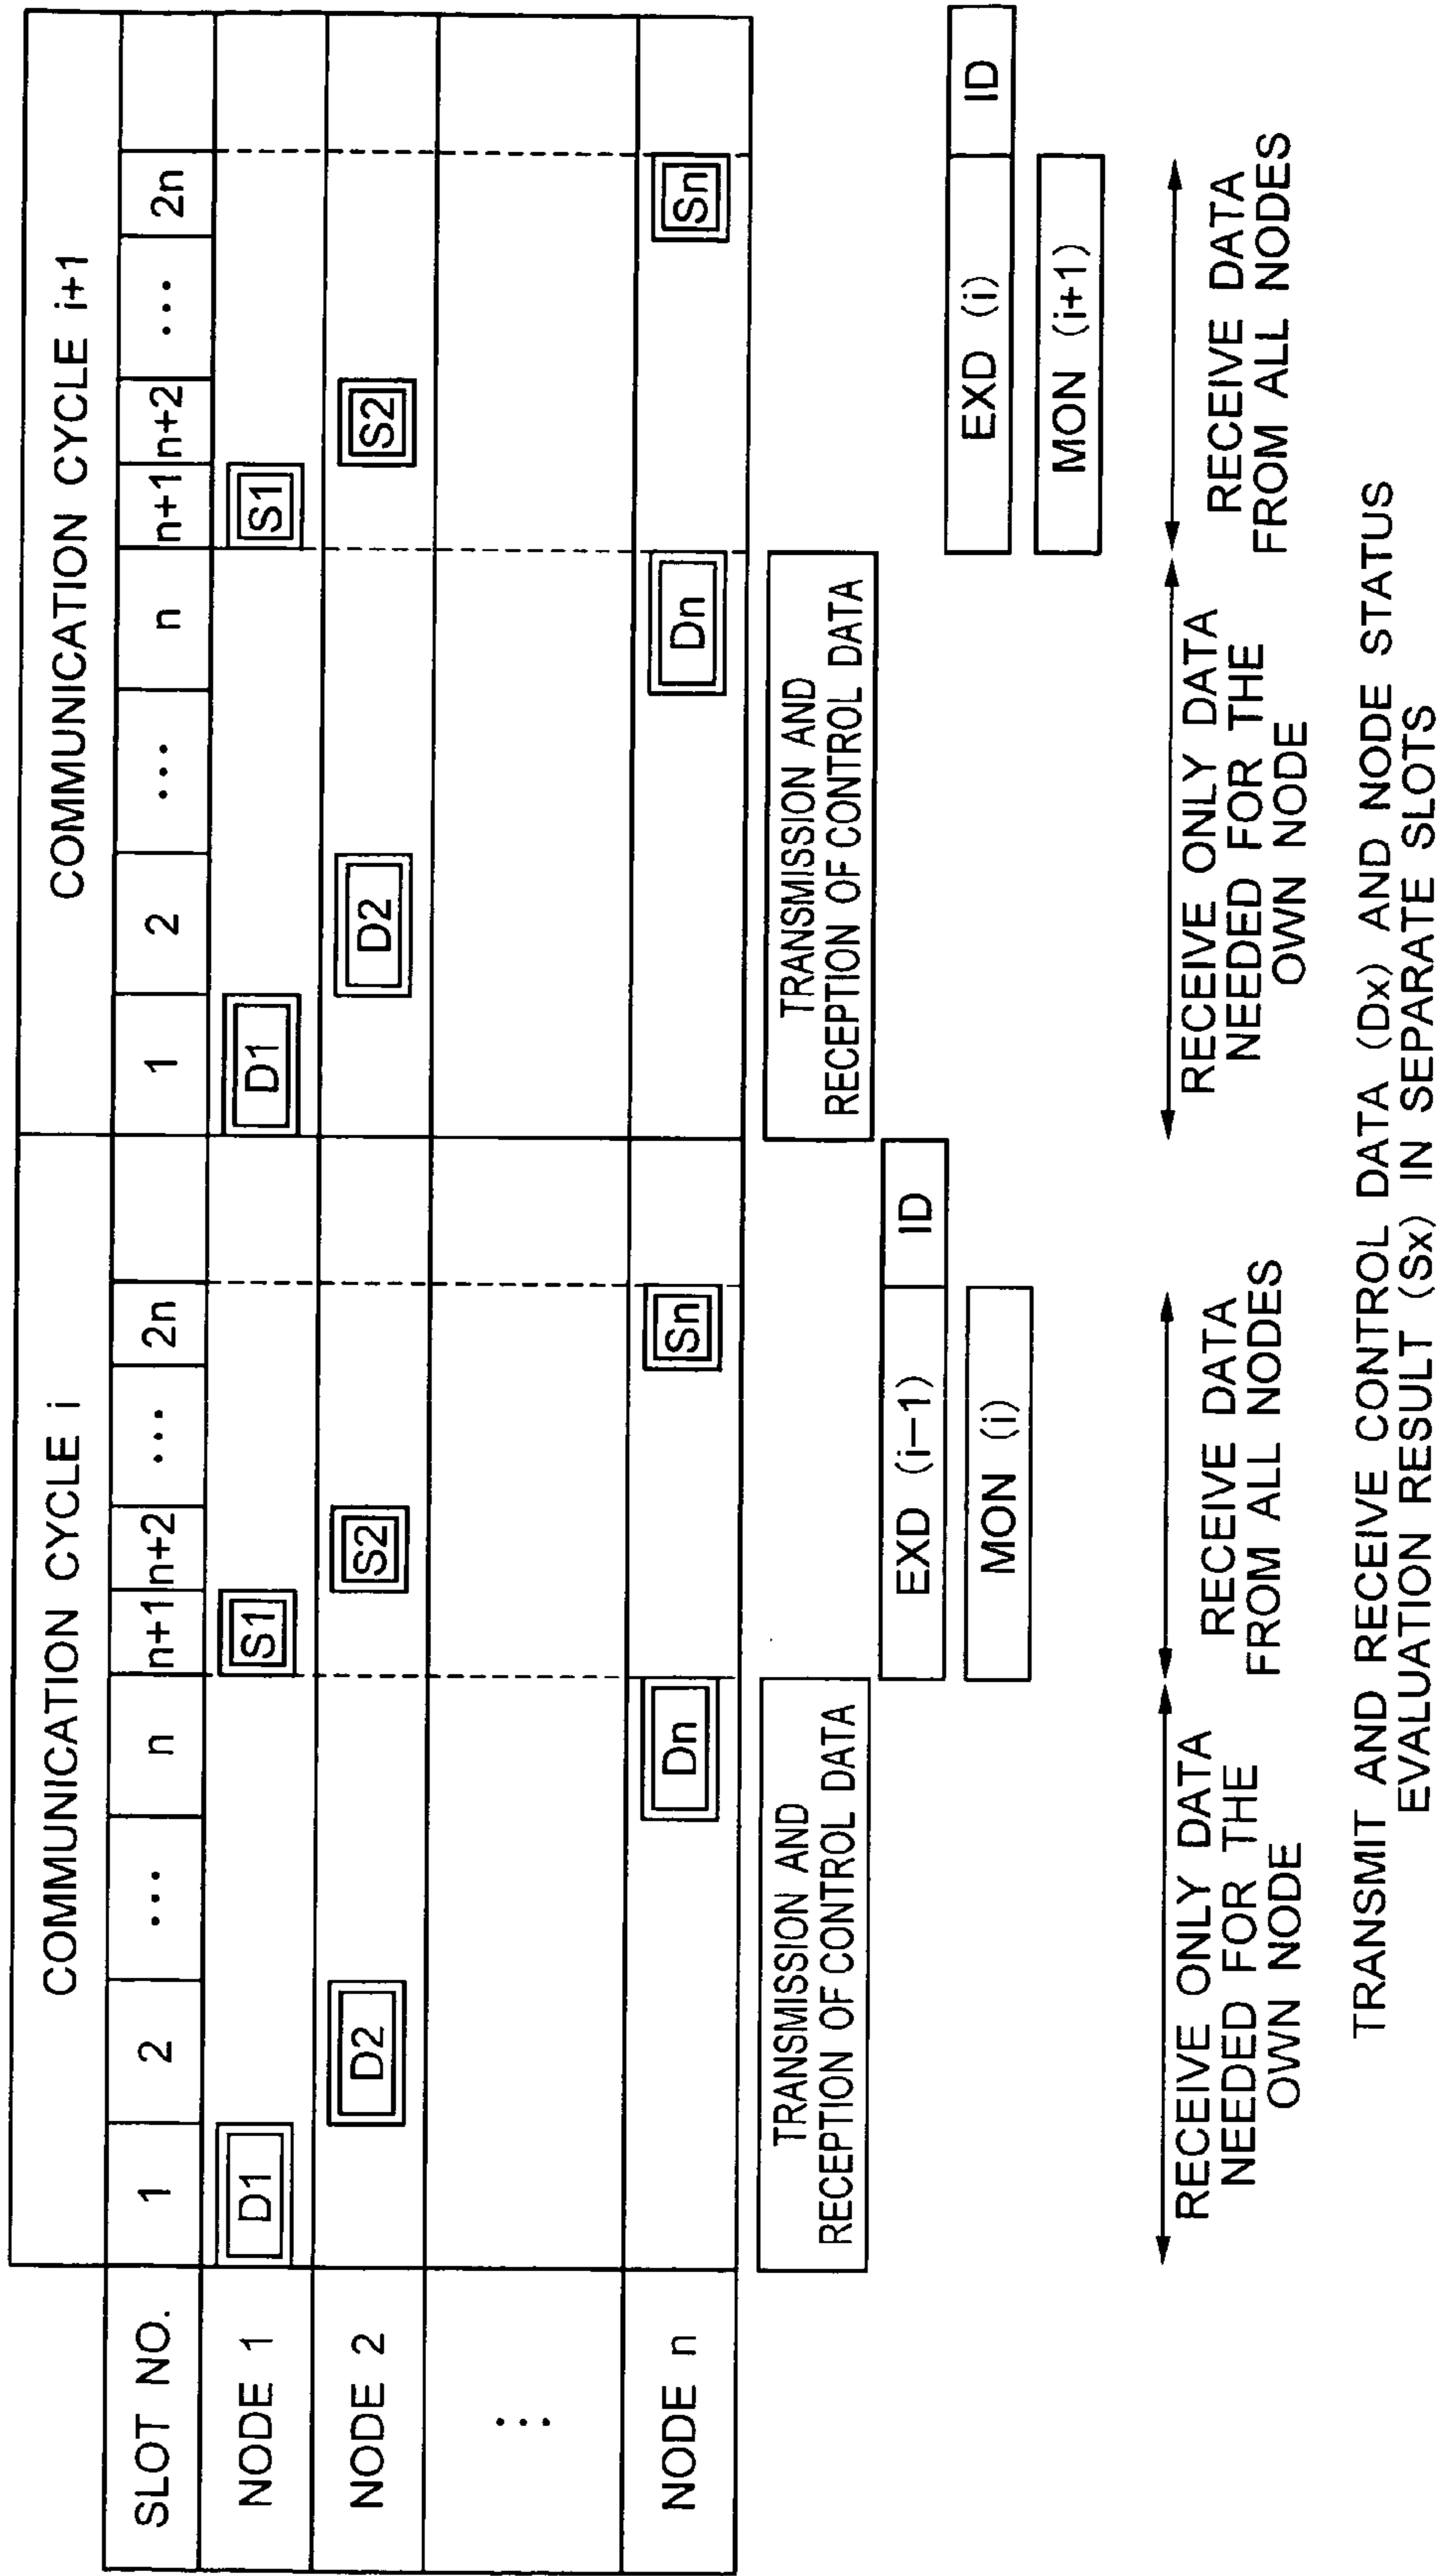 COMMUNICATION CYCLE i
COMMUNICATION CYCLE i+1
SLOT NO. 1 2 ... n n+1 n+2 ... 2n 1 2 ... n n+1 n+2 ... 2n
NODE 1 D1 S1 D1 S1
NODE 2 D2 S2 D2 S2
...
NODE n Dn Sn Dn Sn
TRANSMISSION AND
RECEPTION OF CONTROL DATA
TRANSMISSION AND
RECEPTION OF CONTROL DATA
EXD (i-1) ID
MON (i)
EXD (i) ID
MON (i+1)
RECEIVE ONLY DATA
NEEDED FOR THE
OWN NODE
RECEIVE DATA
FROM ALL NODES
RECEIVE ONLY DATA
NEEDED FOR THE
OWN NODE
RECEIVE DATA
FROM ALL NODES
TRANSMIT AND RECEIVE CONTROL DATA (Dx) AND NODE STATUS
EVALUATION RESULT (Sx) IN SEPARATE SLOTS